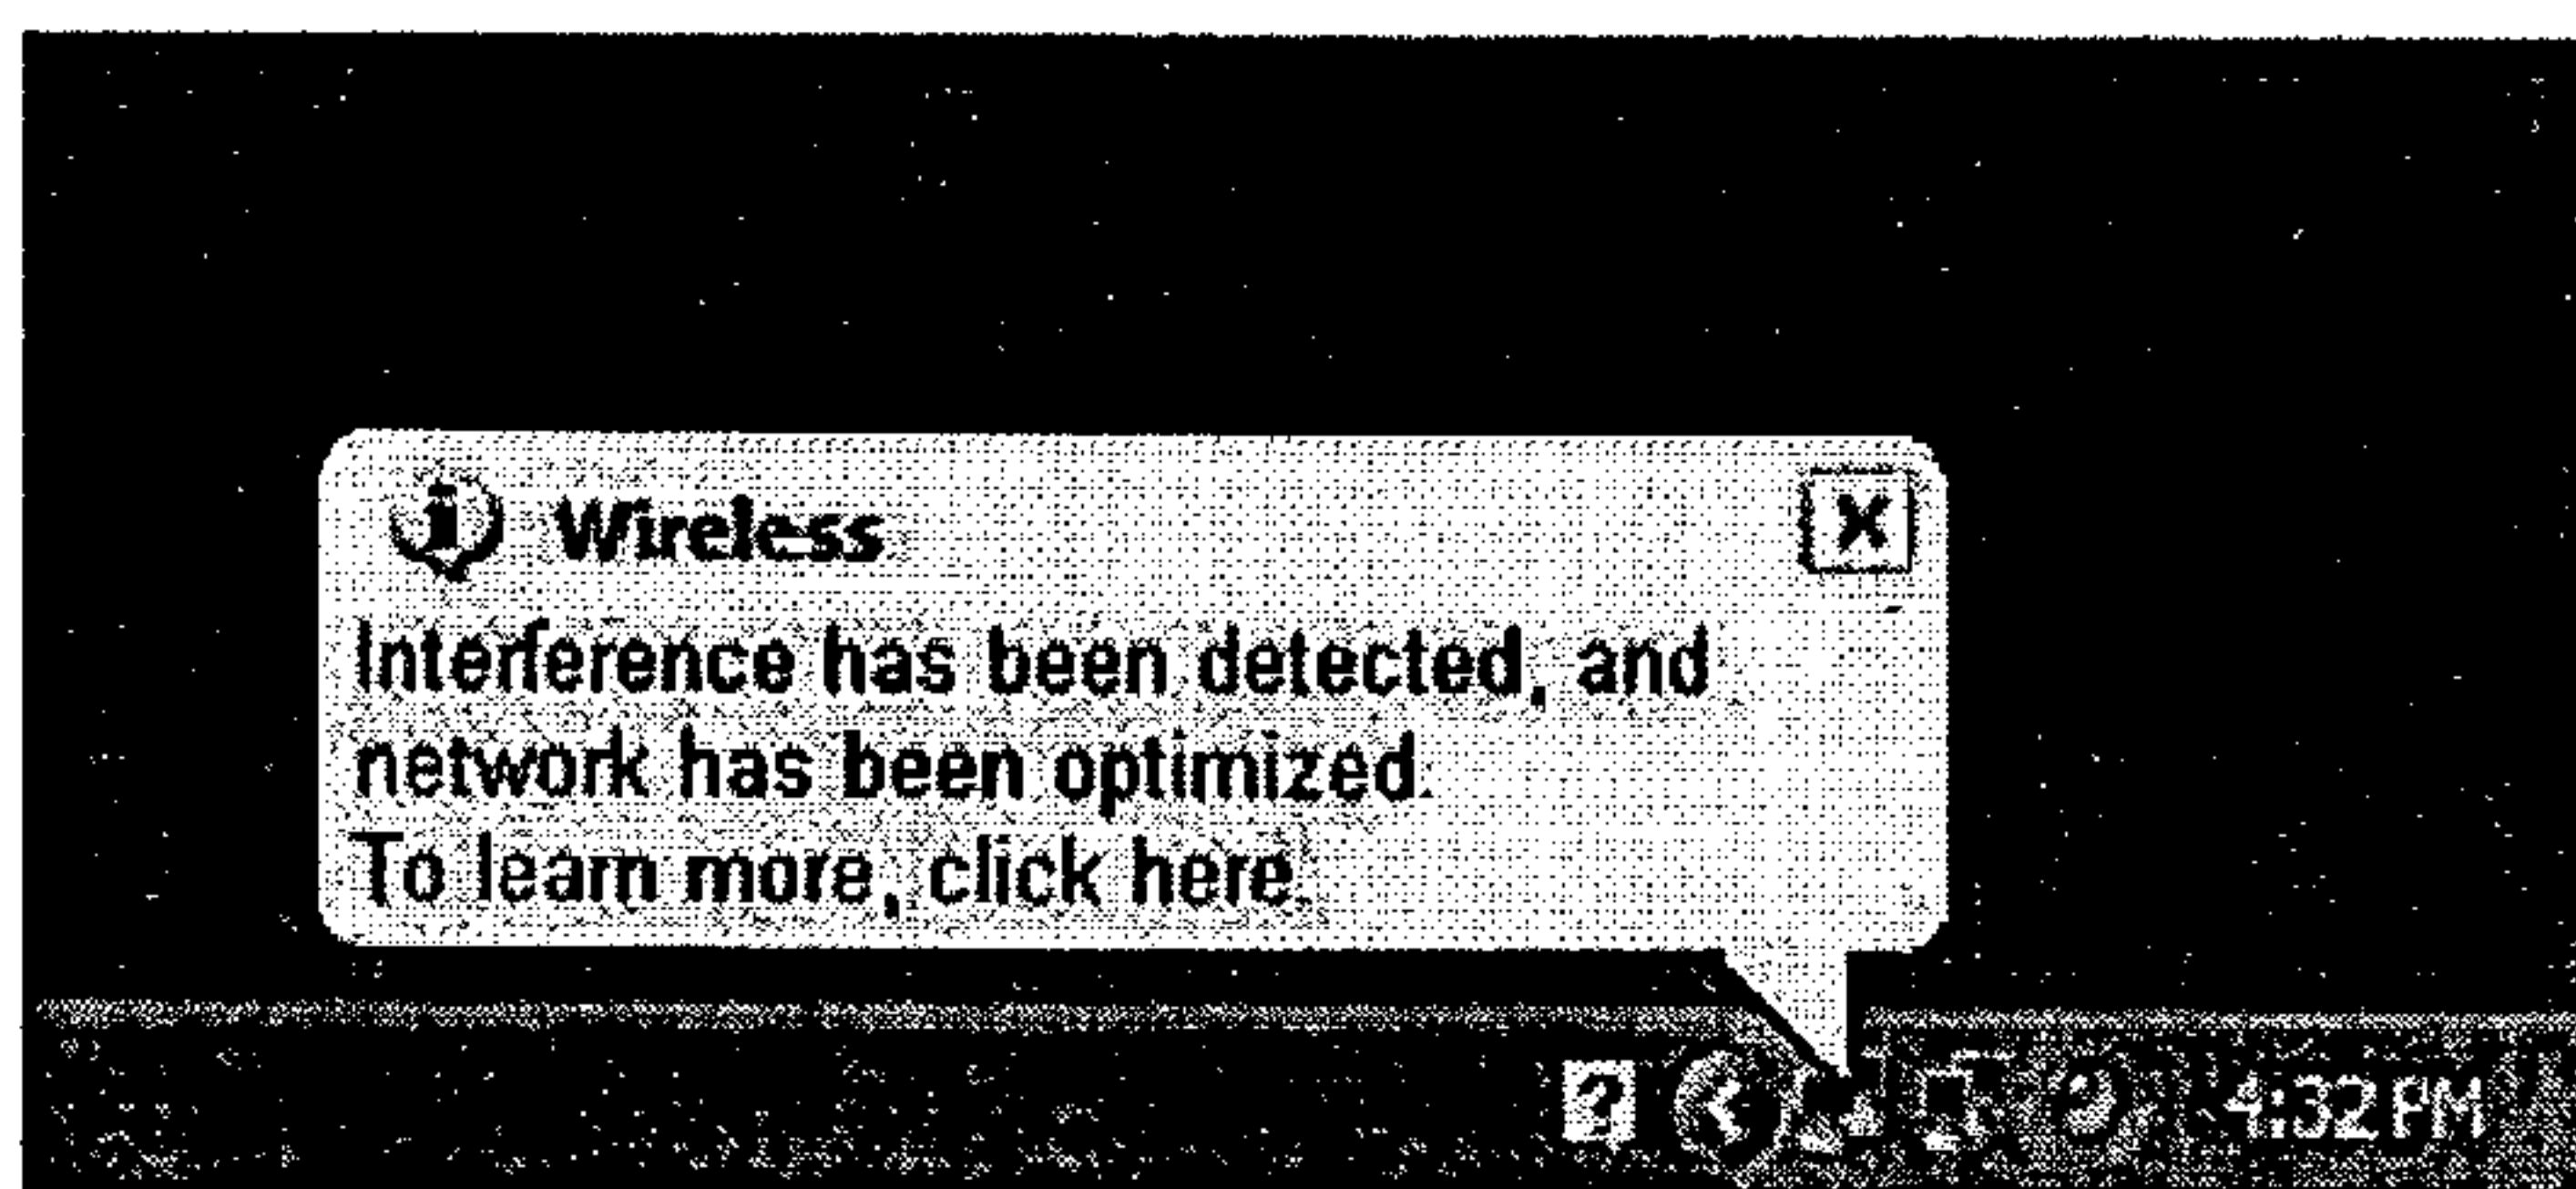 i Wireless X
Interference has been detected, and
network has been optimized.
To learn more, click here.
? 4:32 PM